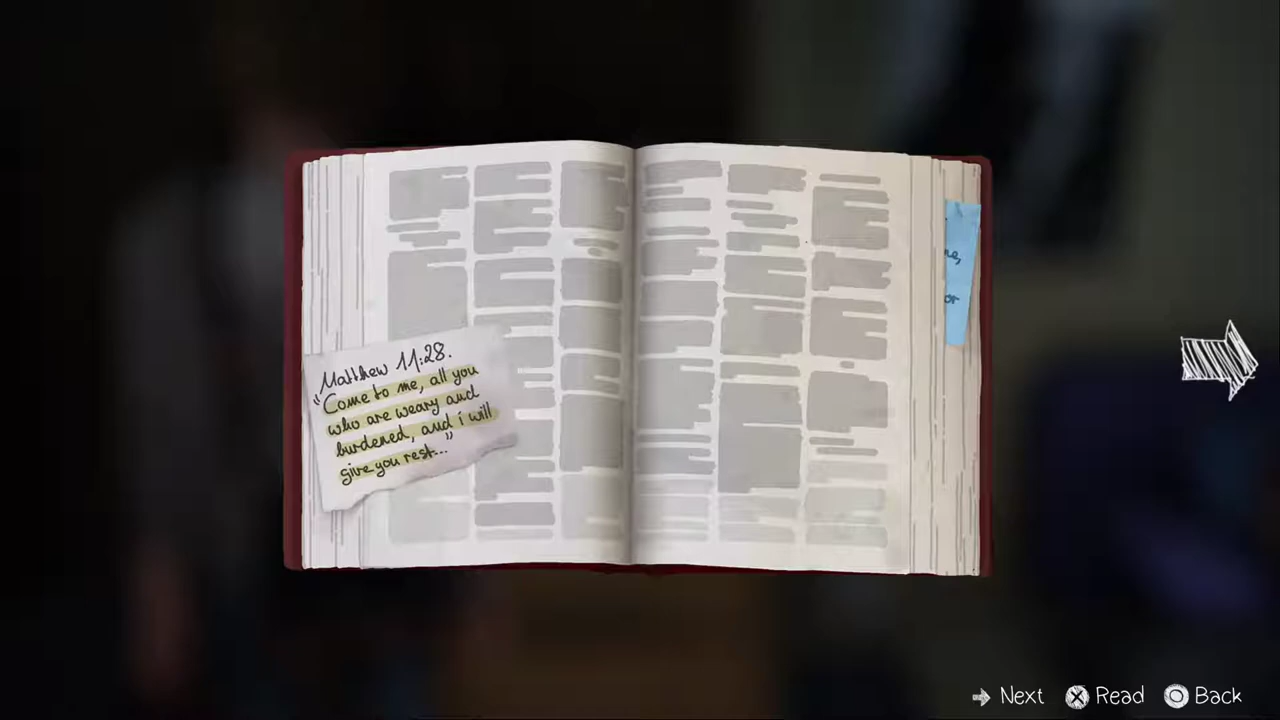 Matthew 11:28.
"Come to me, all you
who are weary and
burdened, and i will
give you rest..."
e,
or
Next Read Back